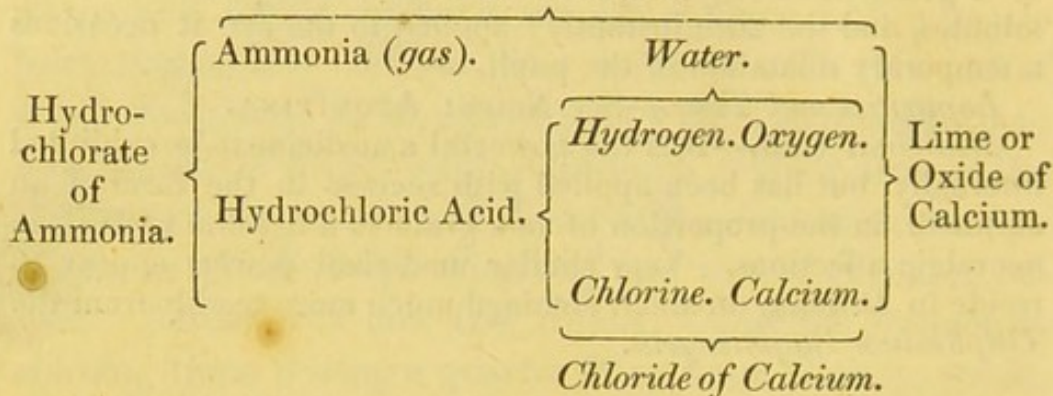 Ammonia (gas). Water.
Hydro-
chlorate
of
Ammonia.
Hydrochloric Acid.
Hydrogen. Oxygen.
Chlorine. Calcium.
Lime or
Oxide of
Calcium.
Chloride of Calcium.